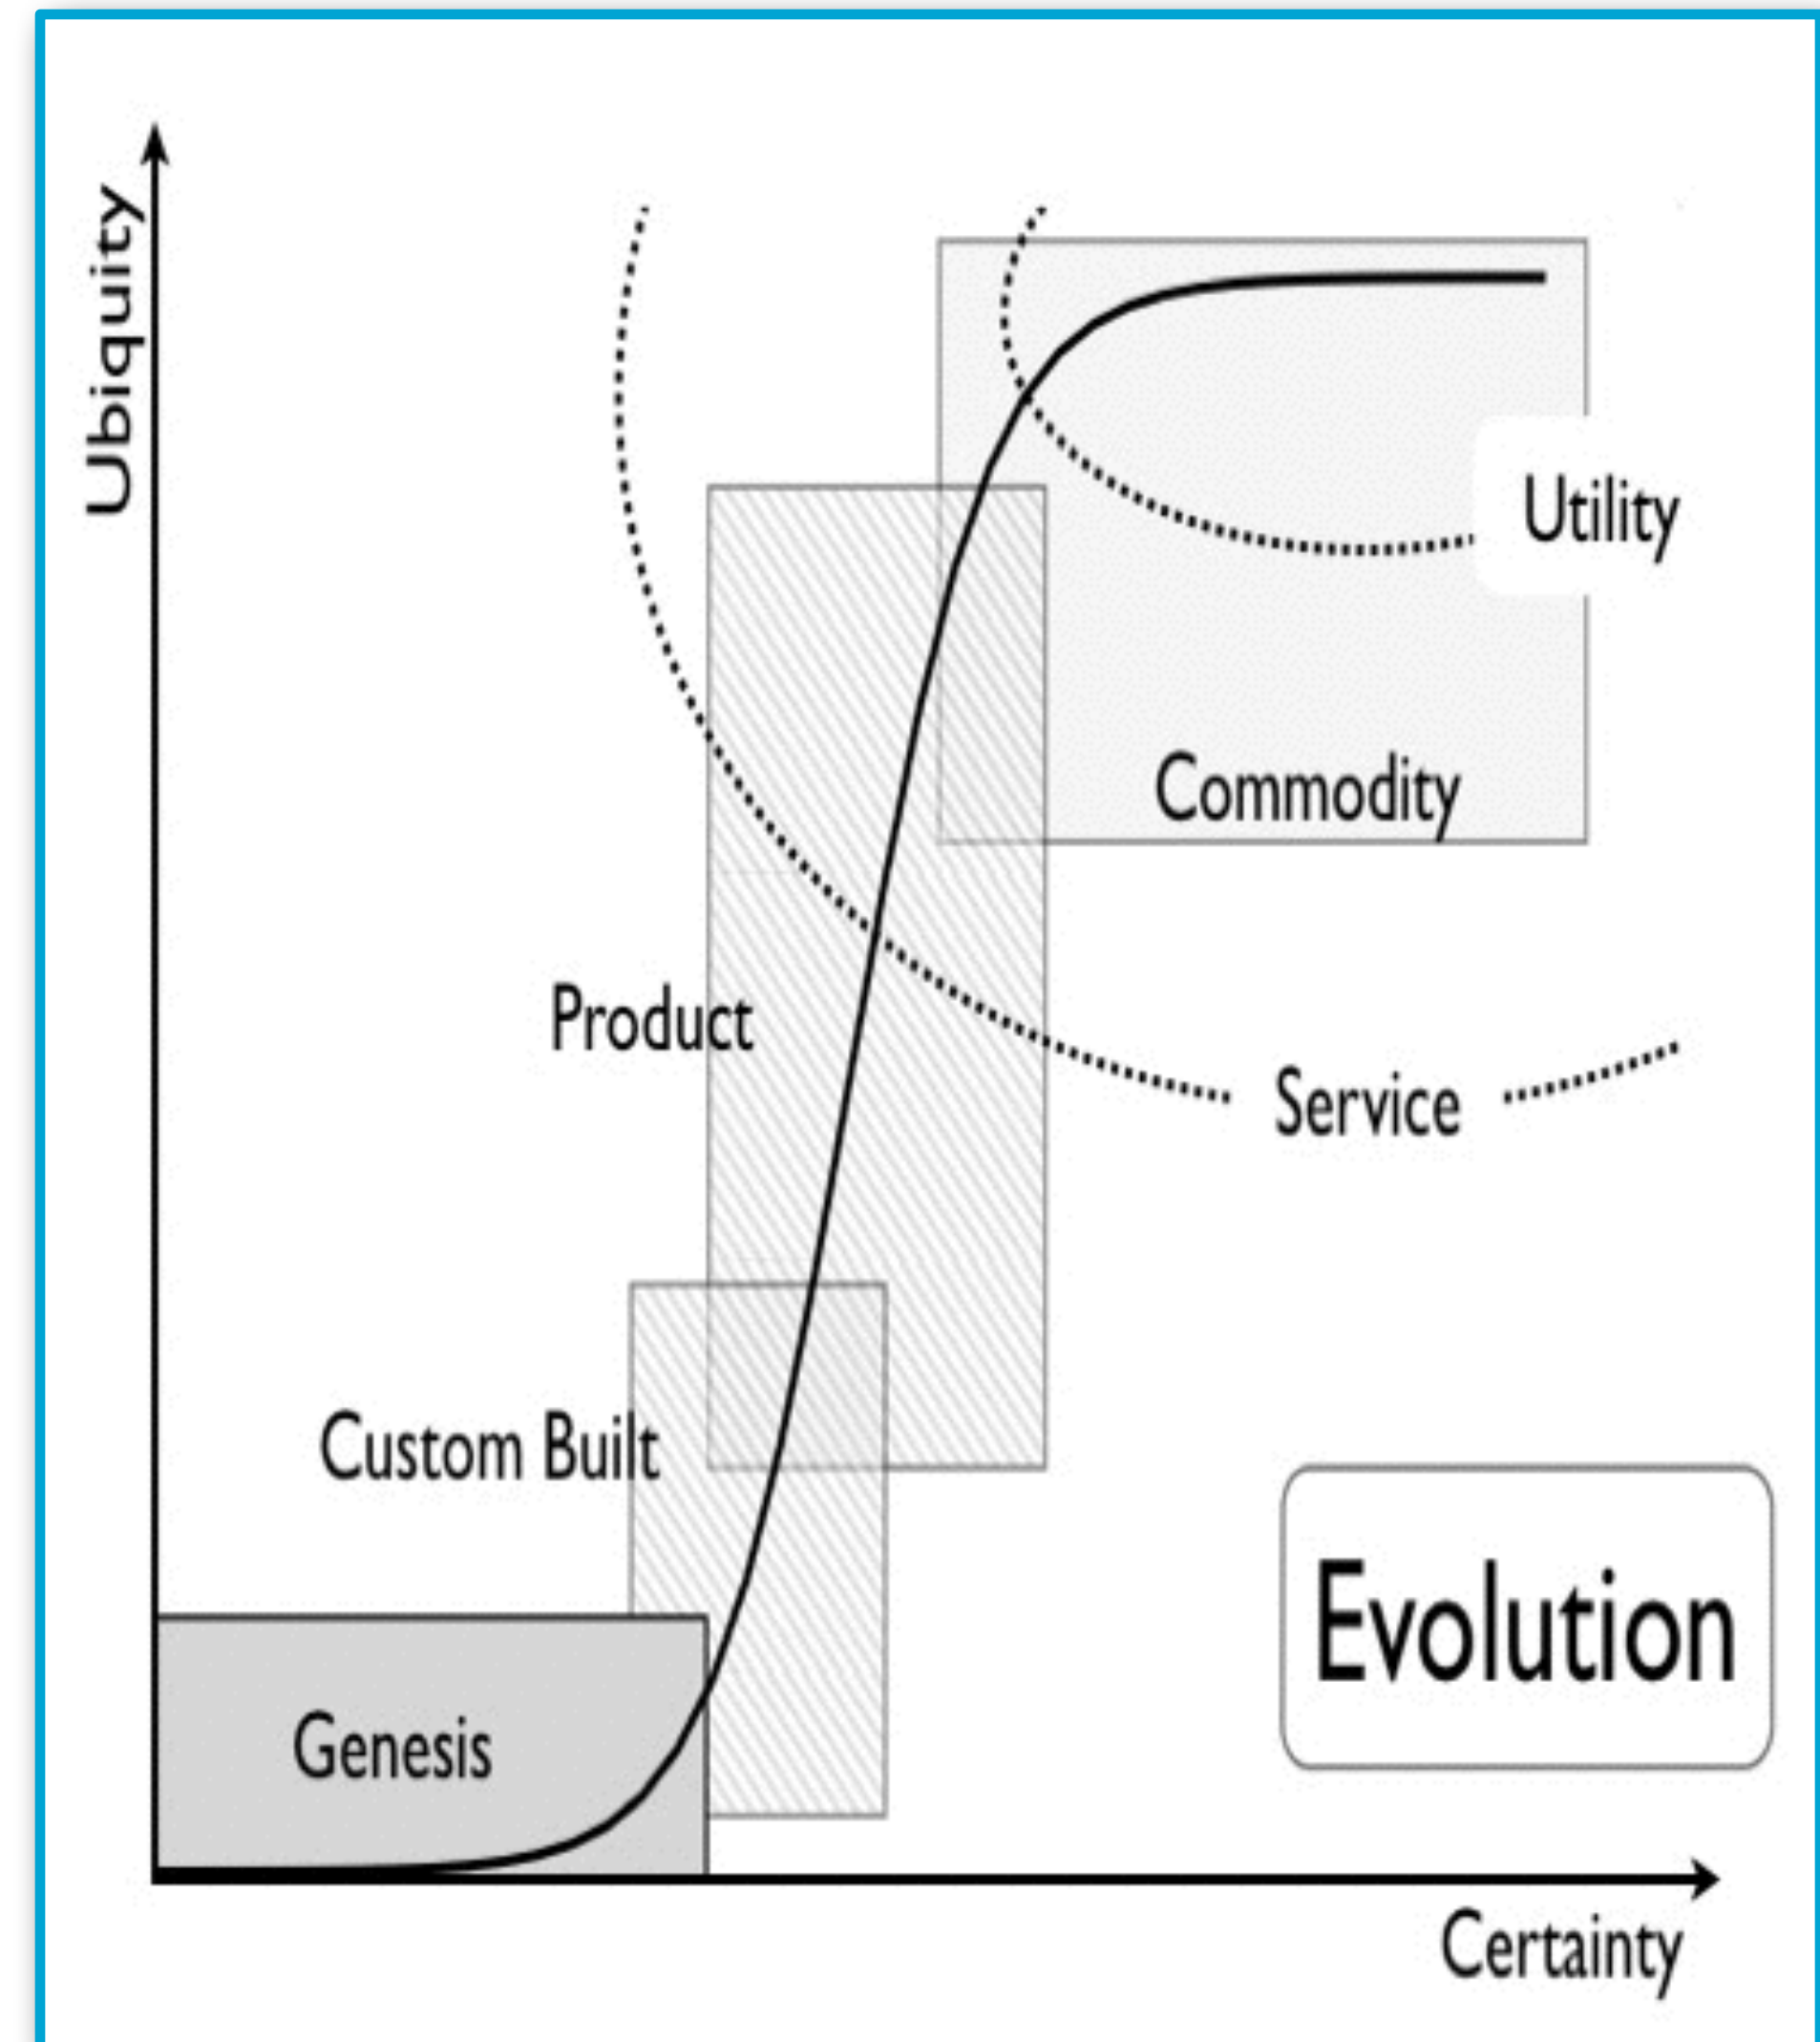 Ubiquity
Utility
Commodity
Product
Service
Custom Built
Evolution
Genesis
Certainty